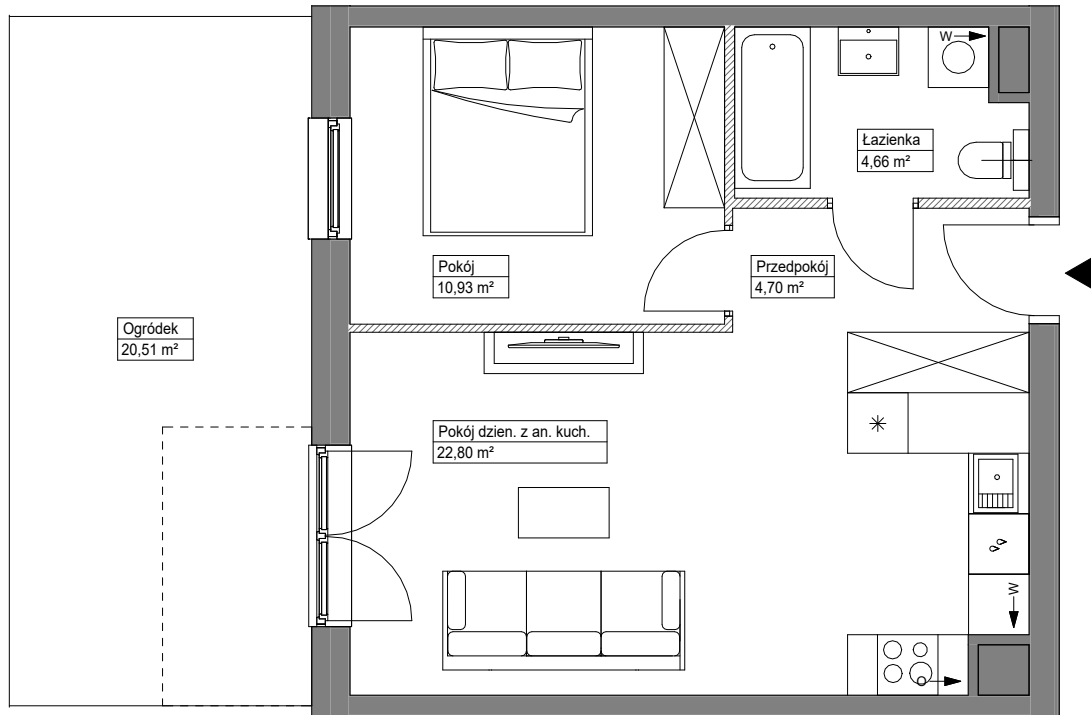 W
Łazienka
4,66 m²
Pokój
10,93 m²
Przedpokój
4,70 m²
Ogródek
20,51 m²
Pokój dzien. z an. kuch.
22,80 m²
W